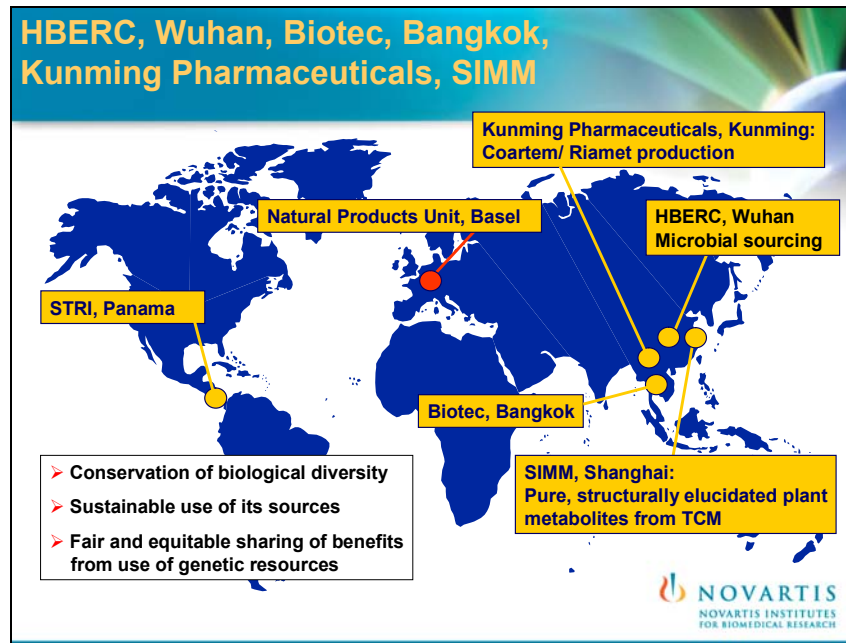 HBERC, Wuhan, Biotec, Bangkok,
Kunming Pharmaceuticals, SIMM
Kunming Pharmaceuticals, Kunming:
Coartem/ Riamet production
Natural Products Unit, Basel
HBERC, Wuhan
Microbial sourcing
STRI, Panama
Biotec, Bangkok
➢ Conservation of biological diversity
➢ Sustainable use of its sources
➢ Fair and equitable sharing of benefits
from use of genetic resources
SIMM, Shanghai:
Pure, structurally elucidated plant
metabolites from TCM
NOVARTIS
NOVARTIS INSTITUTES
FOR BIOMEDICAL RESEARCH